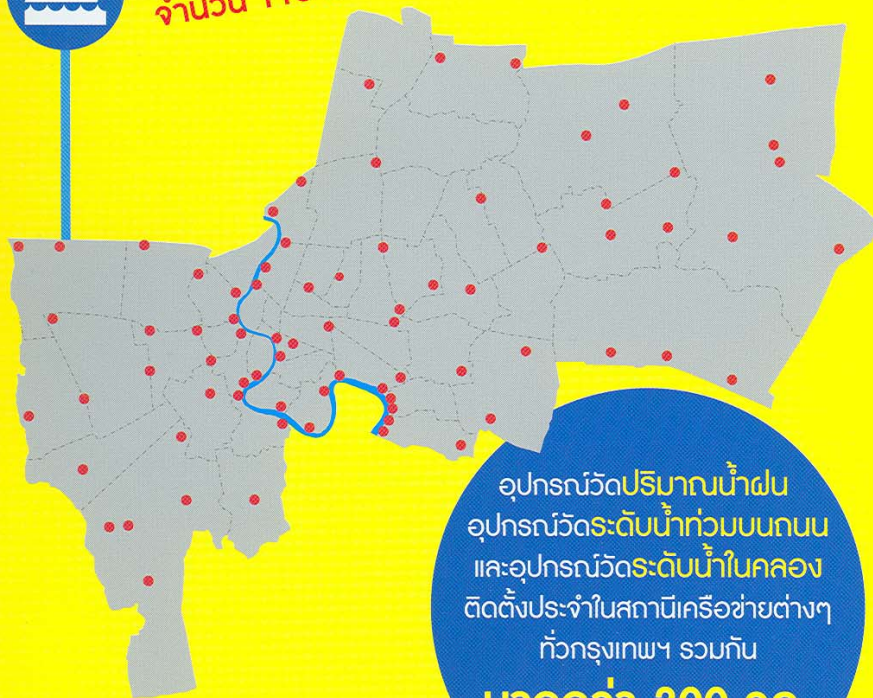 จำนวน
อุปกรณ์วัดปริมาณน้ำฝน
อุปกรณ์วัดระดับน้ำท่วมบนถนน
และอุปกรณ์วัดระดับน้ำในคลอง
ติดตั้งประจำในสถานีเครือข่ายต่างๆ
ทั่วกรุงเทพฯ รวมกัน